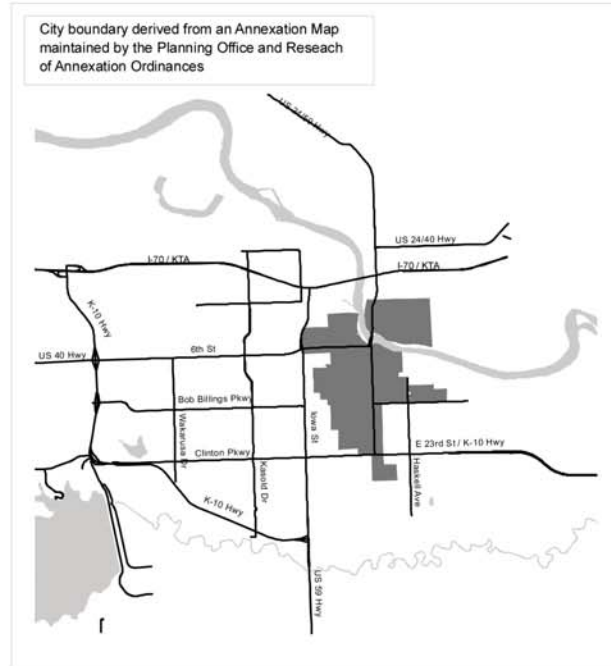 City boundary derived from an Annexation Map
maintained by the Planning Office and Reseach
of Annexation Ordinances
US 24/59 Hwy
US 24/40 Hwy
I-70 / KTA
I-70 / KTA
K-10 Hwy
6th St
US 40 Hwy
Bob Billings Pkwy
Wakarusa Dr
Iowa St
Clinton Pkwy
E 23rd St / K-10 Hwy
Kasold Dr
Haskell Ave
K-10 Hwy
US 59 Hwy